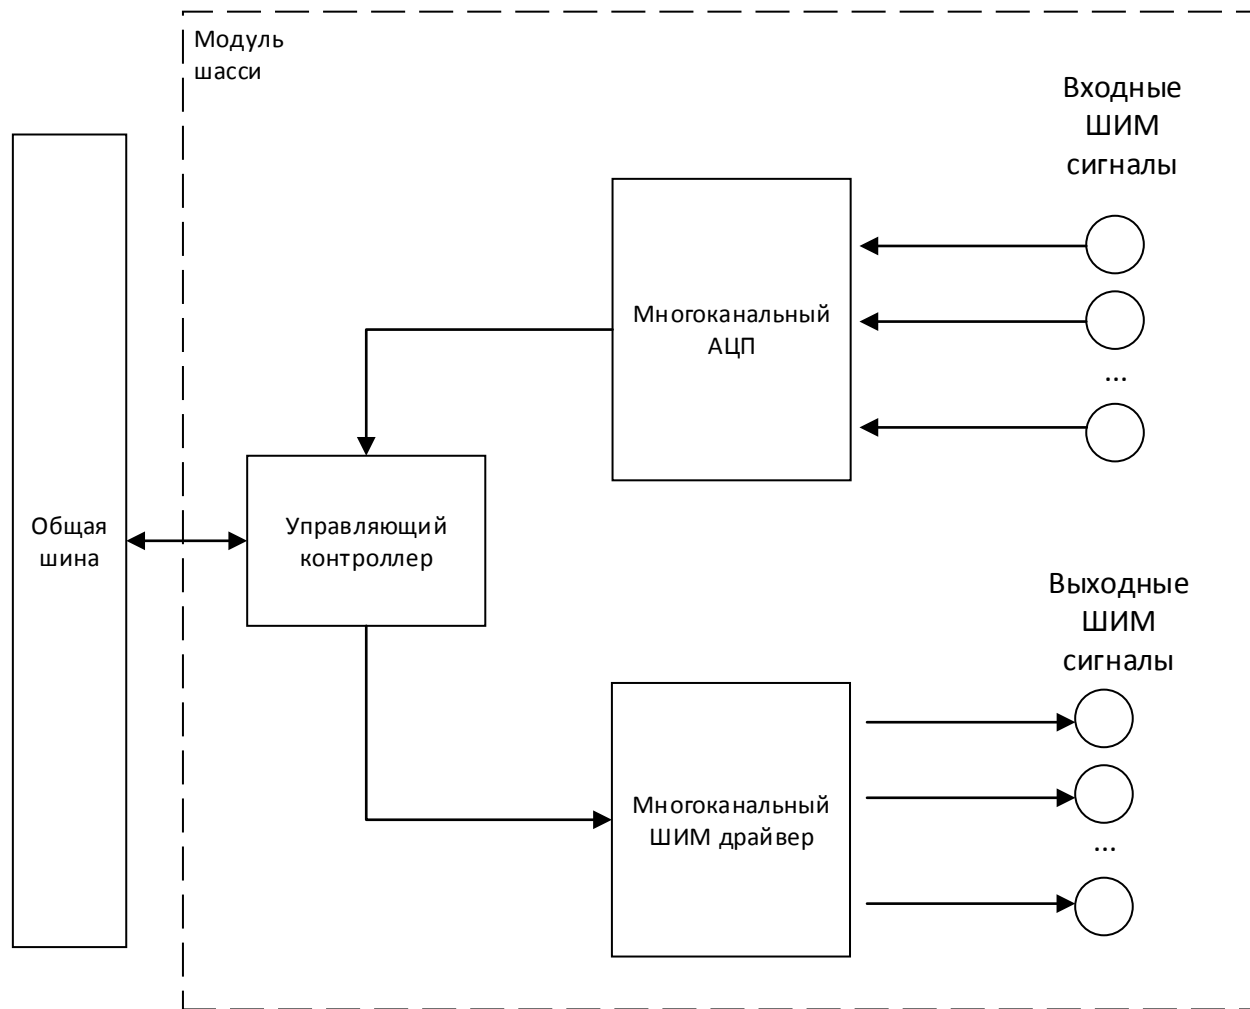 Модуль
шасси
Входные
ШИМ
сигналы
Многоканальный
АЦП
...
Общая
шина
Управляющий
контроллер
Выходные
ШИМ
сигналы
Многоканальный
ШИМ драйвер
...